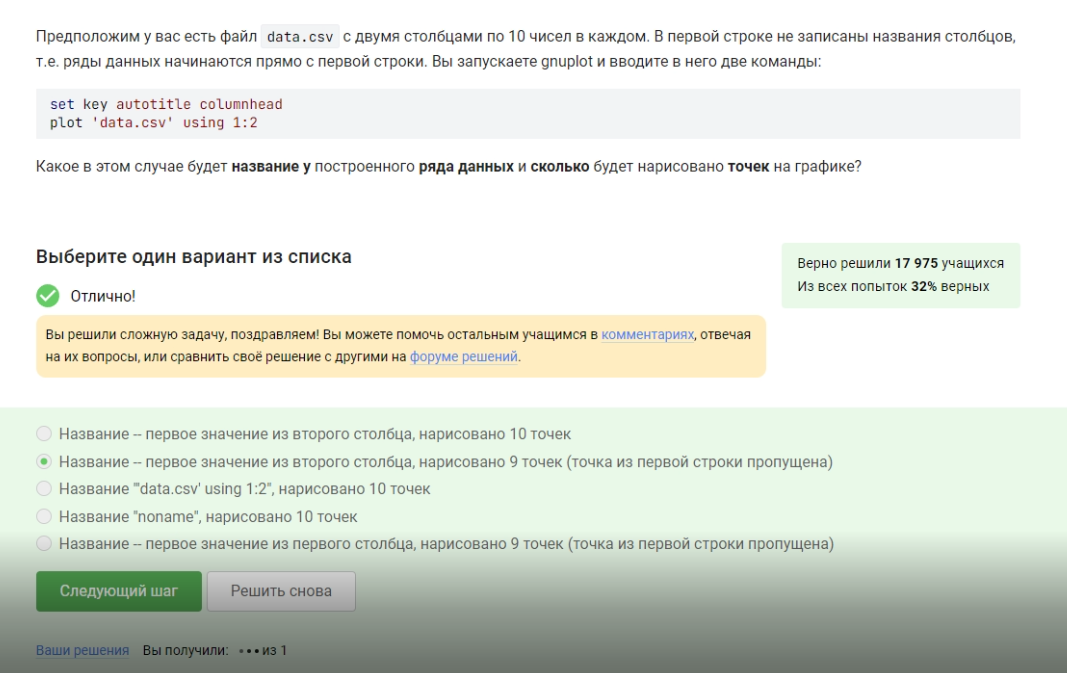 Предположим у вас есть файл data.csv с двумя столбцами по 10 чисел в каждом. В первой строке не записаны названия столбцов,
т.е. ряды данных начинаются прямо с первой строки. Вы запускаете gnuplot и вводите в него две команды:
set key autotitle columnhead
plot 'data.csv' using 1:2
Какое в этом случае будет название у построенного ряда данных и сколько будет нарисовано точек на графике?
Выберите один вариант из списка
Верно решили 17 975 учащихся
Из всех попыток 32% верных
Отлично!
Вы решили сложную задачу, поздравляем! Вы можете помочь остальным учащимся в комментариях, отвечая
на их вопросы, или сравнить своё решение с другими на форуме решений.
Название -- первое значение из второго столбца, нарисовано 10 точек
Название -- первое значение из второго столбца, нарисовано 9 точек (точка из первой строки пропущена)
Название "'data.csv' using 1:2", нарисовано 10 точек
Название "noname", нарисовано 10 точек
Название -- первое значение из первого столбца, нарисовано 9 точек (точка из первой строки пропущена)
Следующий шаг
Решить снова
Ваши решения Вы получили: ••• из 1